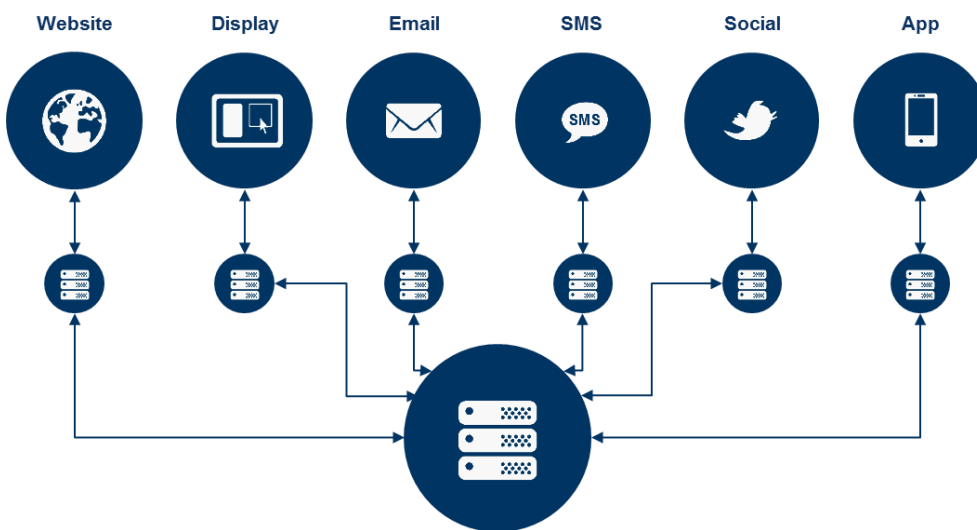 Website
Display
Email
SMS
Social
App
SMS